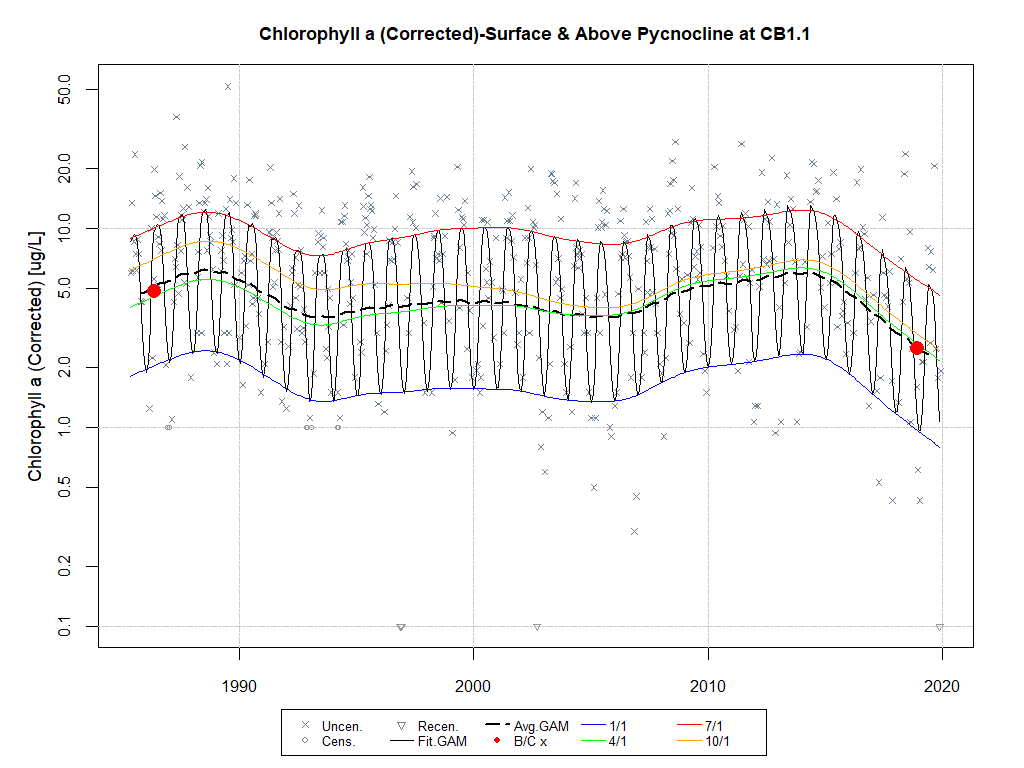 Chlorophyll a (Corrected)-Surface & Above Pycnocline at CB1.1
Chlorophyll a (Corrected) [ug/L]
50.0
20.0
10.0
5.0
2.0
1.0
0.5
0.2
0.1
1990 2000 2010 2020
Uncen. Recen. Avg.GAM 1/1 7/1
Cens. Fit.GAM B/C x 4/1 10/1